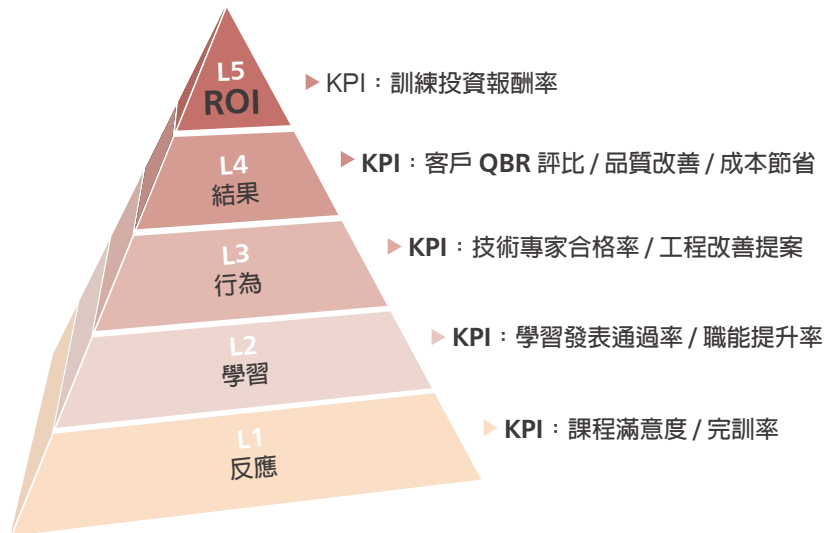 L5
ROI
KPI：訓練投資報酬率
L4
結果
KPI：客戶 QBR 評比 / 品質改善 / 成本節省
L3
行為
KPI：技術專家合格率 / 工程改善提案
L2
學習
KPI：學習發表通過率 / 職能提升率
L1
反應
KPI：課程滿意度 / 完訓率